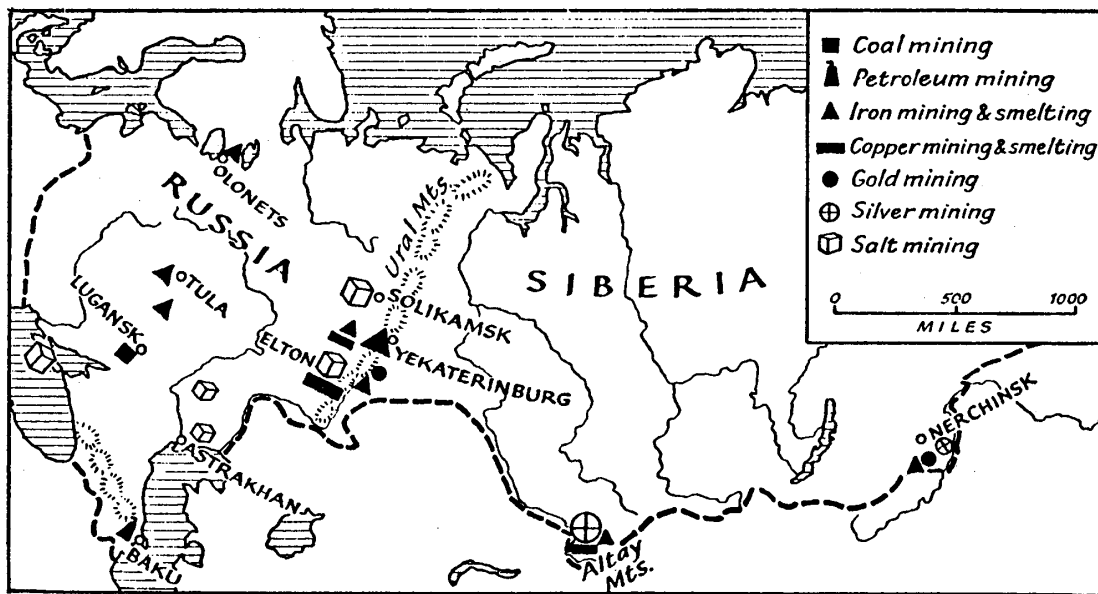 Coal mining
Petroleum mining
Iron mining & smelting
Copper mining & smelting
Gold mining
Silver mining
Salt mining
0 500 1000
MILES
OLONETS
RUSSIA
Ural Mts.
SIBERIA
TULA
LUGANSK
SOLIKAMSK
ELTON
YEKATERINBURG
ASTRAKHAN
BAKU
Altay
Mts.
NERCHINSK